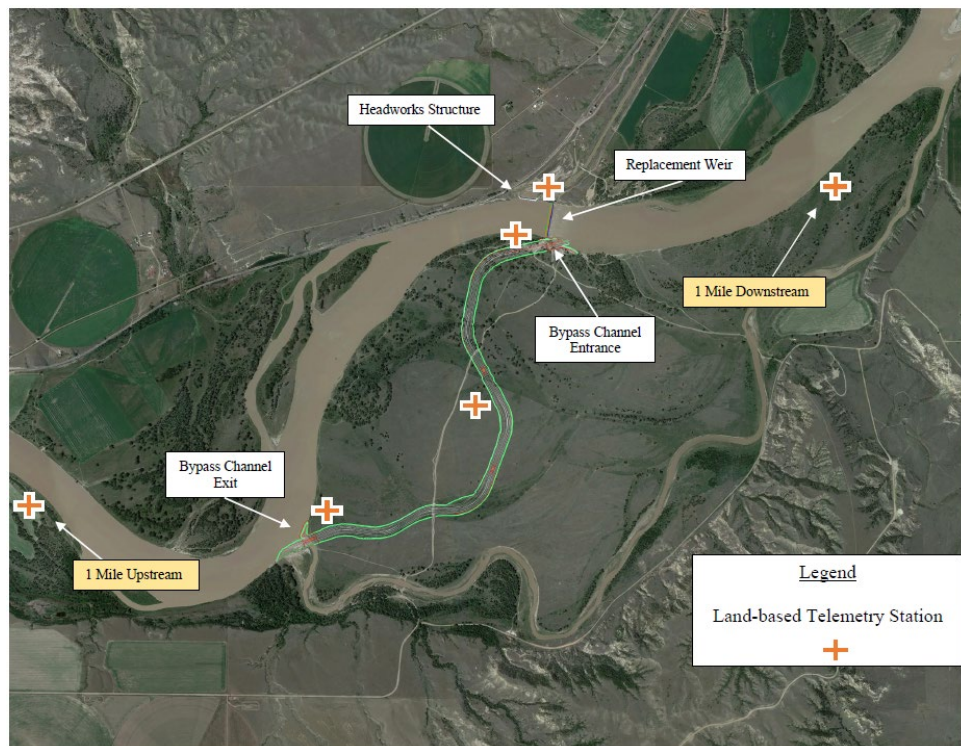 Headworks Structure
Replacement Weir
1 Mile Downstream
Bypass Channel
Entrance
Bypass Channel
Exit
1 Mile Upstream
Legend
Land-based Telemetry Station